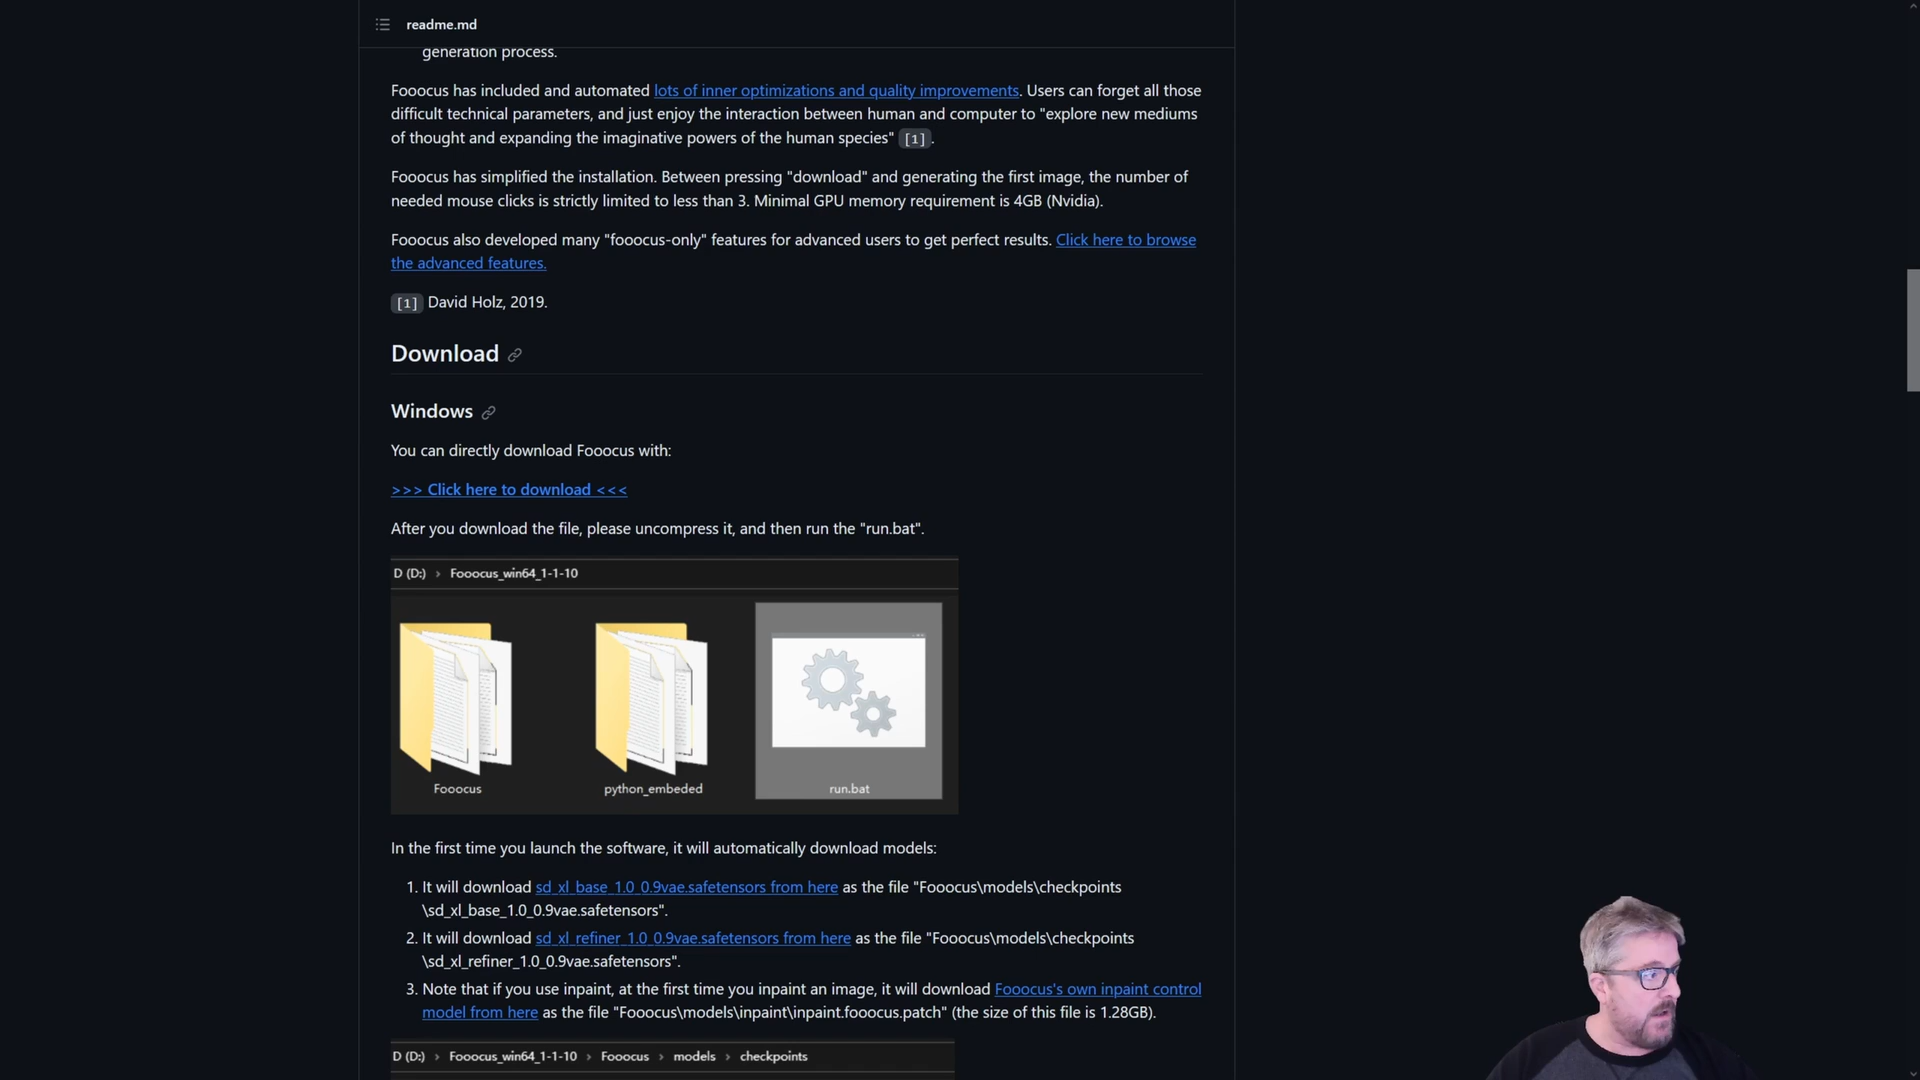 readme.md
generation process.
Fooocus has included and automated lots of inner optimizations and quality improvements. Users can forget all those
difficult technical parameters, and just enjoy the interaction between human and computer to "explore new mediums
of thought and expanding the imaginative powers of the human species" [1].
Fooocus has simplified the installation. Between pressing "download" and generating the first image, the number of
needed mouse clicks is strictly limited to less than 3. Minimal GPU memory requirement is 4GB (Nvidia).
Fooocus also developed many "fooocus-only" features for advanced users to get perfect results. Click here to browse
the advanced features.
[1] David Holz, 2019.
Download
Windows
You can directly download Fooocus with:
>>> Click here to download <<<
After you download the file, please uncompress it, and then run the "run.bat".
D (D:) › Fooocus_win64_1-1-10
Fooocus python_embeded run.bat
In the first time you launch the software, it will automatically download models:
1. It will download sd_xl_base_1.0_0.9vae.safetensors from here as the file "Fooocus\models\checkpoints
\sd_xl_base_1.0_0.9vae.safetensors".
2. It will download sd_xl_refiner_1.0_0.9vae.safetensors from here as the file "Fooocus\models\checkpoints
\sd_xl_refiner_1.0_0.9vae.safetensors".
3. Note that if you use inpaint, at the first time you inpaint an image, it will download Fooocus's own inpaint control
model from here as the file "Fooocus\models\inpaint\inpaint.fooocus.patch" (the size of this file is 1.28GB).
D (D:) › Fooocus_win64_1-1-10 › Fooocus › models › checkpoints